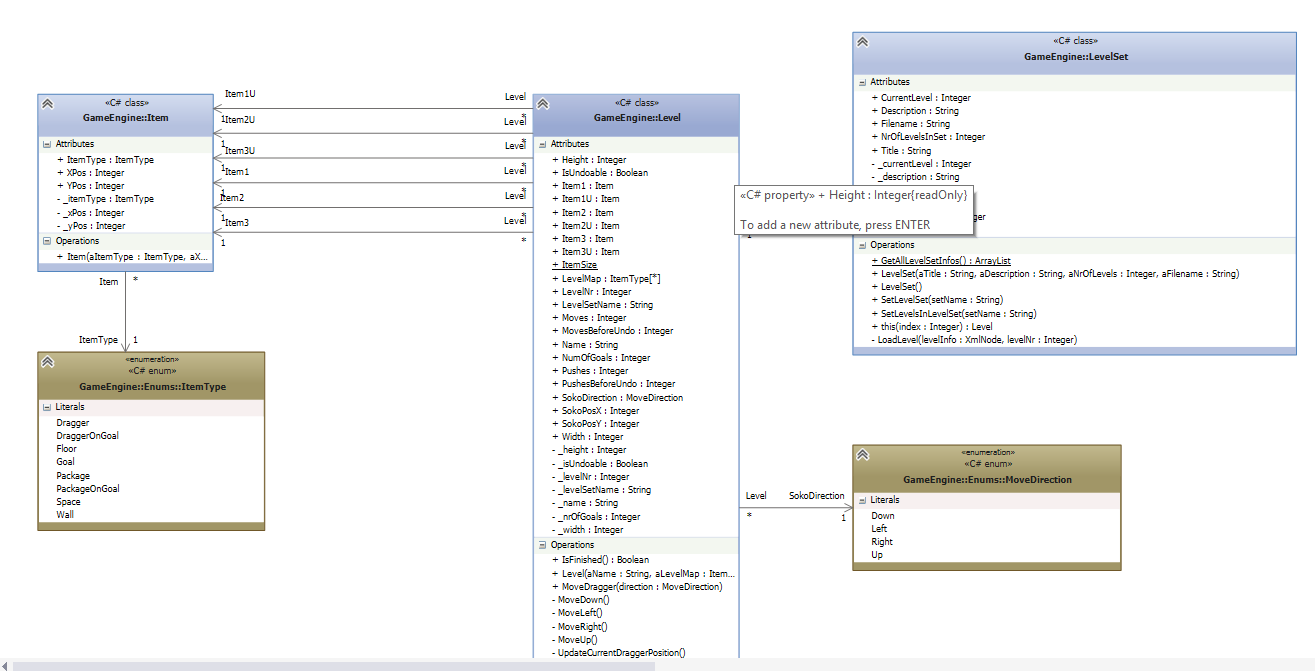 «C# class»
GameEngine::Item
Attributes
+ ItemType : ItemType
+ XPos : Integer
+ YPos : Integer
- _itemType : ItemType
- _xPos : Integer
- _yPos : Integer
Operations
+ Item(aItemType : ItemType, aX...
Item
*
ItemType
1
«enumeration»
«C# enum»
GameEngine::Enums::ItemType
Literals
Dragger
DraggerOnGoal
Floor
Goal
Package
PackageOnGoal
Space
Wall
Item1U
Level
1
*
Item2U
Level
1
*
Item3U
Level
1
*
Item1
Level
1
*
Item2
Level
1
*
Item3
Level
1
*
«C# class»
GameEngine::Level
Attributes
+ Height : Integer
+ IsUndoable : Boolean
+ Item1 : Item
+ Item1U : Item
+ Item2 : Item
+ Item2U : Item
+ Item3 : Item
+ Item3U : Item
+ ItemSize
+ LevelMap : ItemType[*]
+ LevelNr : Integer
+ LevelSetName : String
+ Moves : Integer
+ MovesBeforeUndo : Integer
+ Name : String
+ NumOfGoals : Integer
+ Pushes : Integer
+ PushesBeforeUndo : Integer
+ SokoDirection : MoveDirection
+ SokoPosX : Integer
+ SokoPosY : Integer
+ Width : Integer
- _height : Integer
- _isUndoable : Boolean
- _levelNr : Integer
- _levelSetName : String
- _name : String
- _nrOfGoals : Integer
- _width : Integer
Operations
+ IsFinished() : Boolean
+ Level(aName : String, aLevelMap : Item...
+ MoveDragger(direction : MoveDirection)
- MoveDown()
- MoveLeft()
- MoveRight()
- MoveUp()
- UpdateCurrentDraggerPosition()
«C# property» + Height : Integer{readOnly}
To add a new attribute, press ENTER
«C# class»
GameEngine::LevelSet
Attributes
+ CurrentLevel : Integer
+ Description : String
+ Filename : String
+ NrOfLevelsInSet : Integer
+ Title : String
- _currentLevel : Integer
- _description : String
Operations
+ GetAllLevelSetInfos() : ArrayList
+ LevelSet(aTitle : String, aDescription : String, aNrOfLevels : Integer, aFilename : String)
+ LevelSet()
+ SetLevelSet(setName : String)
+ SetLevelsInLevelSet(setName : String)
+ this(index : Integer) : Level
- LoadLevel(levelInfo : XmlNode, levelNr : Integer)
Level
SokoDirection
*
1
«enumeration»
«C# enum»
GameEngine::Enums::MoveDirection
Literals
Down
Left
Right
Up